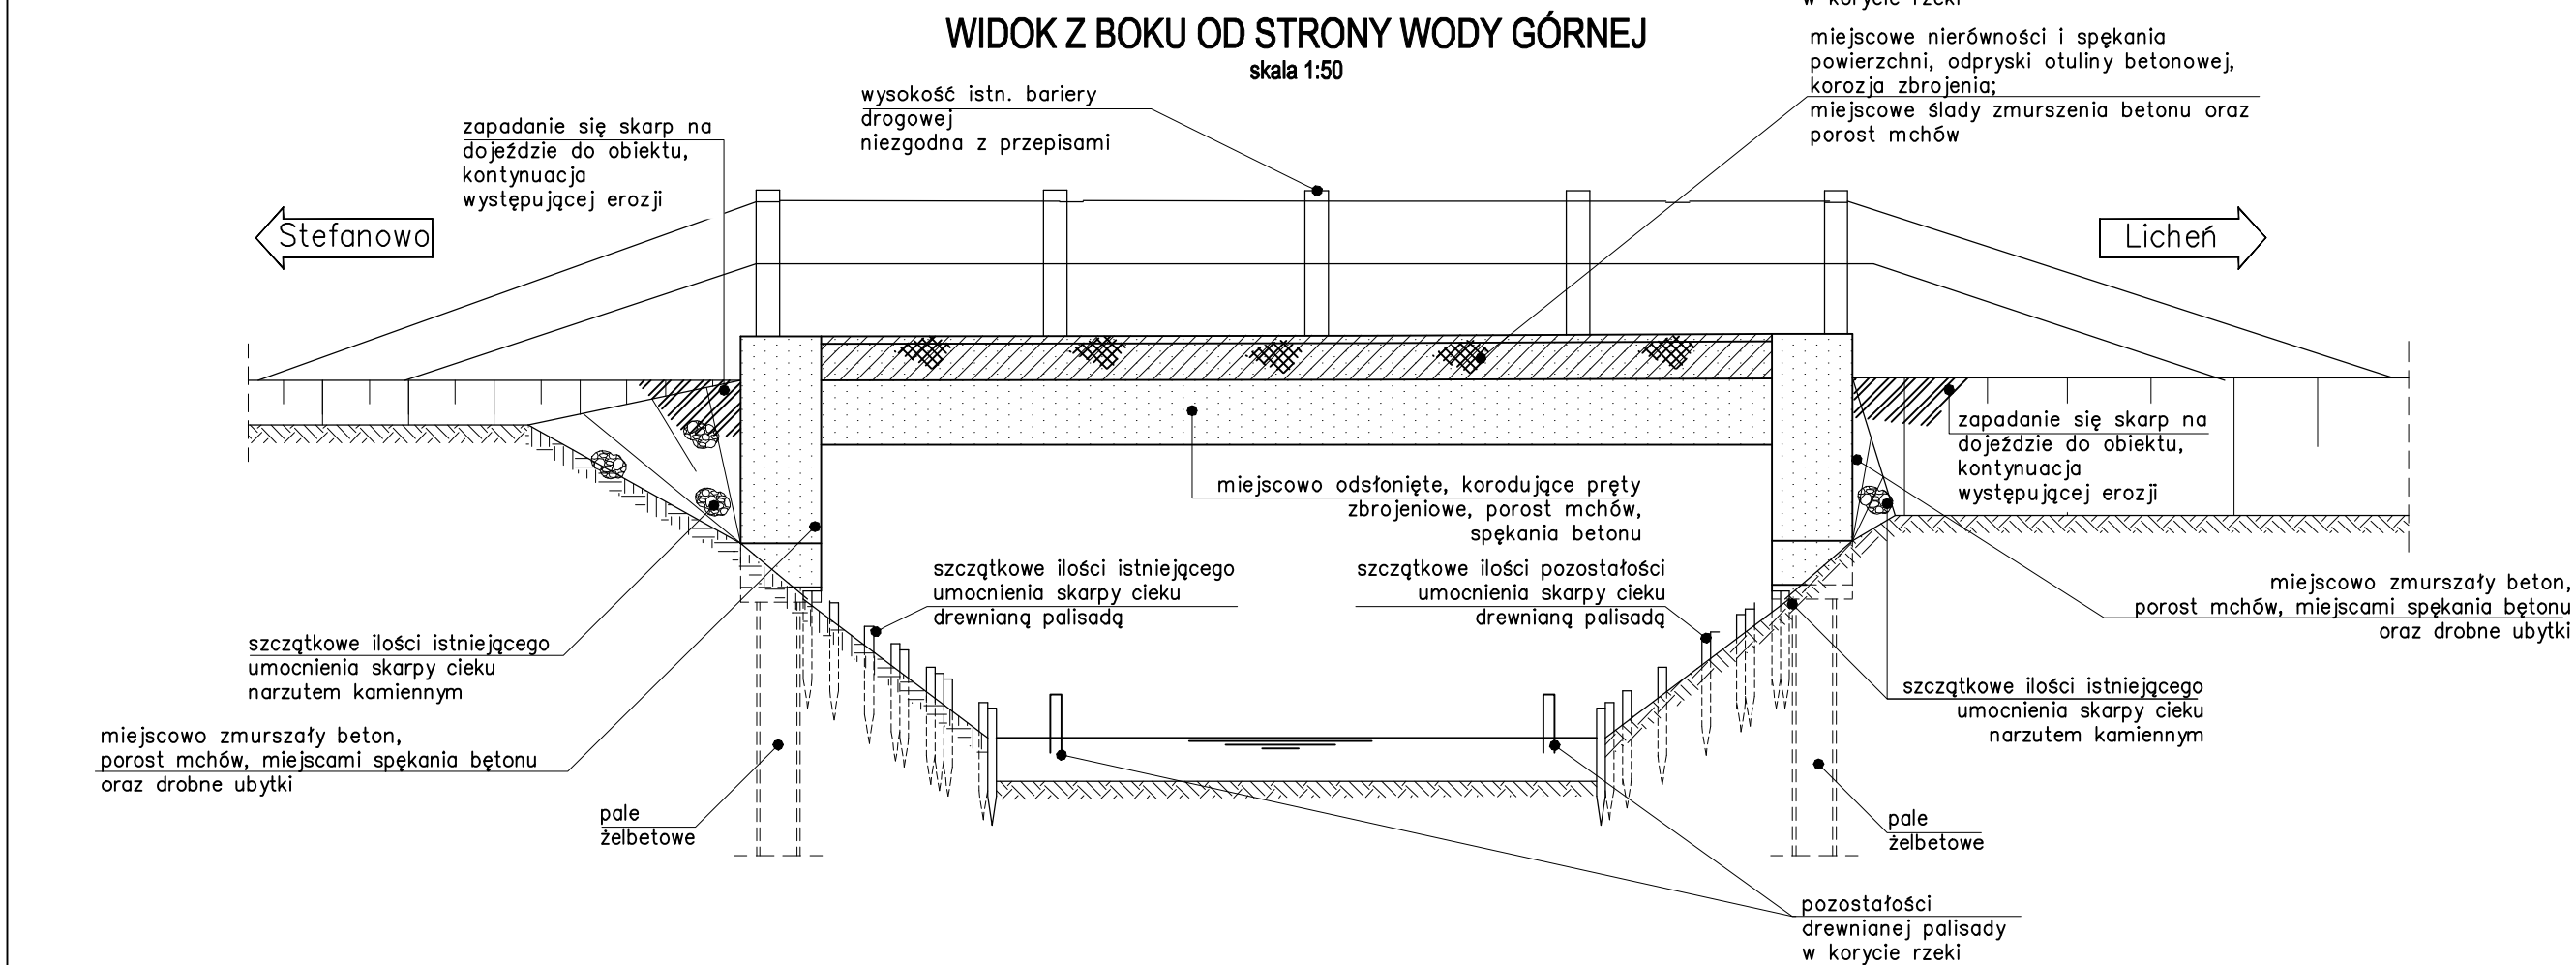 w korycie rzeki
WIDOK Z BOKU OD STRONY WODY GÓRNEJ
skala 1:50
miejscowe nierówności i spękania
powierzchni, odpryski otuliny betonowej,
korozja zbrojenia;
miejscowe ślady zmurszenia betonu oraz
porost mchów
wysokość istn. bariery
drogowej
niezgodna z przepisami
zapadanie się skarp na
dojeździe do obiektu,
kontynuacja
występującej erozji
Stefanowo
Licheń
zapadanie się skarp na
dojeździe do obiektu,
kontynuacja
występującej erozji
miejscowo odsłonięte, korodujące pręty
zbrojeniowe, porost mchów,
spękania betonu
szczątkowe ilości istniejącego
umocnienia skarpy cieku
drewnianą palisadą
szczątkowe ilości pozostałości
umocnienia skarpy cieku
drewnianą palisadą
miejscowo zmurszały beton,
porost mchów, miejscami spękania bętonu
oraz drobne ubytki
szczątkowe ilości istniejącego
umocnienia skarpy cieku
narzutem kamiennym
szczątkowe ilości istniejącego
umocnienia skarpy cieku
narzutem kamiennym
miejscowo zmurszały beton,
porost mchów, miejscami spękania bętonu
oraz drobne ubytki
pale
żelbetowe
pale
żelbetowe
pozostałości
drewnianej palisady
w korycie rzeki